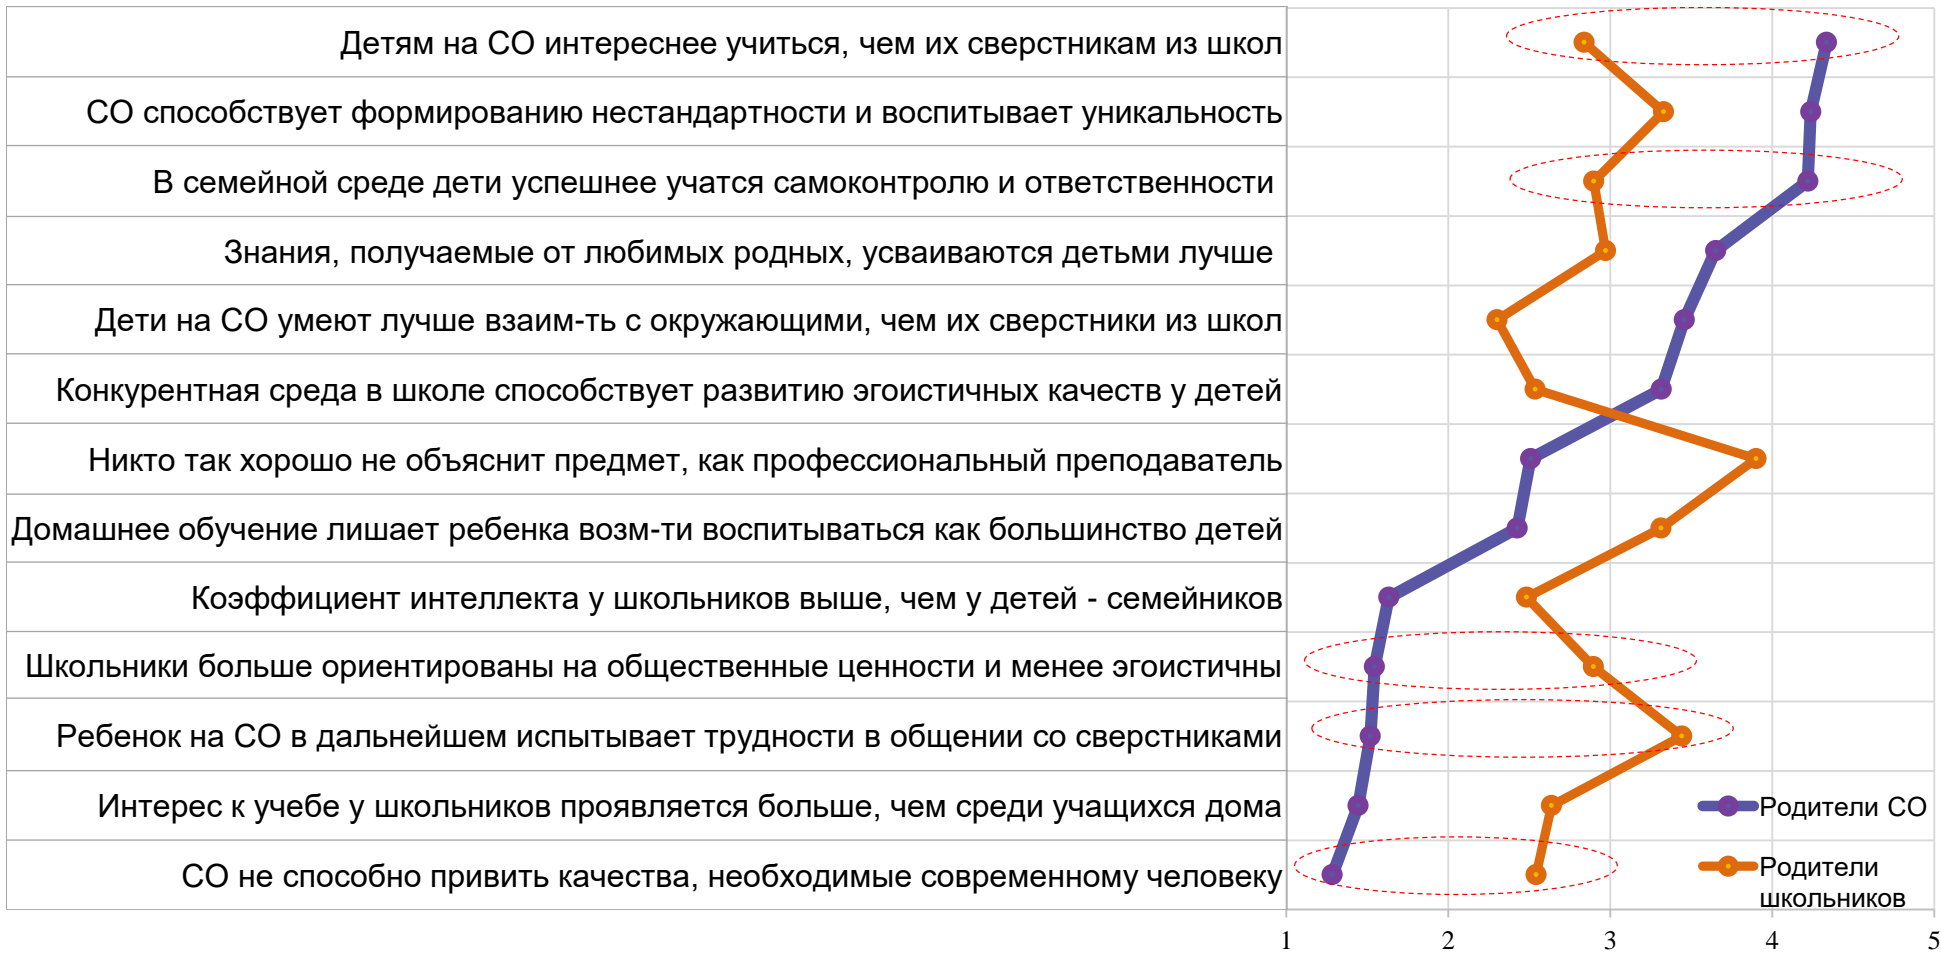 Детям на СО интереснее учиться, чем их сверстникам из школ
СО способствует формированию нестандартности и воспитывает уникальность
В семейной среде дети успешнее учатся самоконтролю и ответственности
Знания, получаемые от любимых родных, усваиваются детьми лучше
Дети на СО умеют лучше взаим-ть с окружающими, чем их сверстники из школ
Конкурентная среда в школе способствует развитию эгоистичных качеств у детей
Никто так хорошо не объяснит предмет, как профессиональный преподаватель
Домашнее обучение лишает ребенка возм-ти воспитываться как большинство детей
Коэффициент интеллекта у школьников выше, чем у детей - семейников
Школьники больше ориентированы на общественные ценности и менее эгоистичны
Ребенок на СО в дальнейшем испытывает трудности в общении со сверстниками
Интерес к учебе у школьников проявляется больше, чем среди учащихся дома
СО не способно привить качества, необходимые современному человеку
Родители СО
Родители
школьников
1 2 3 4 5